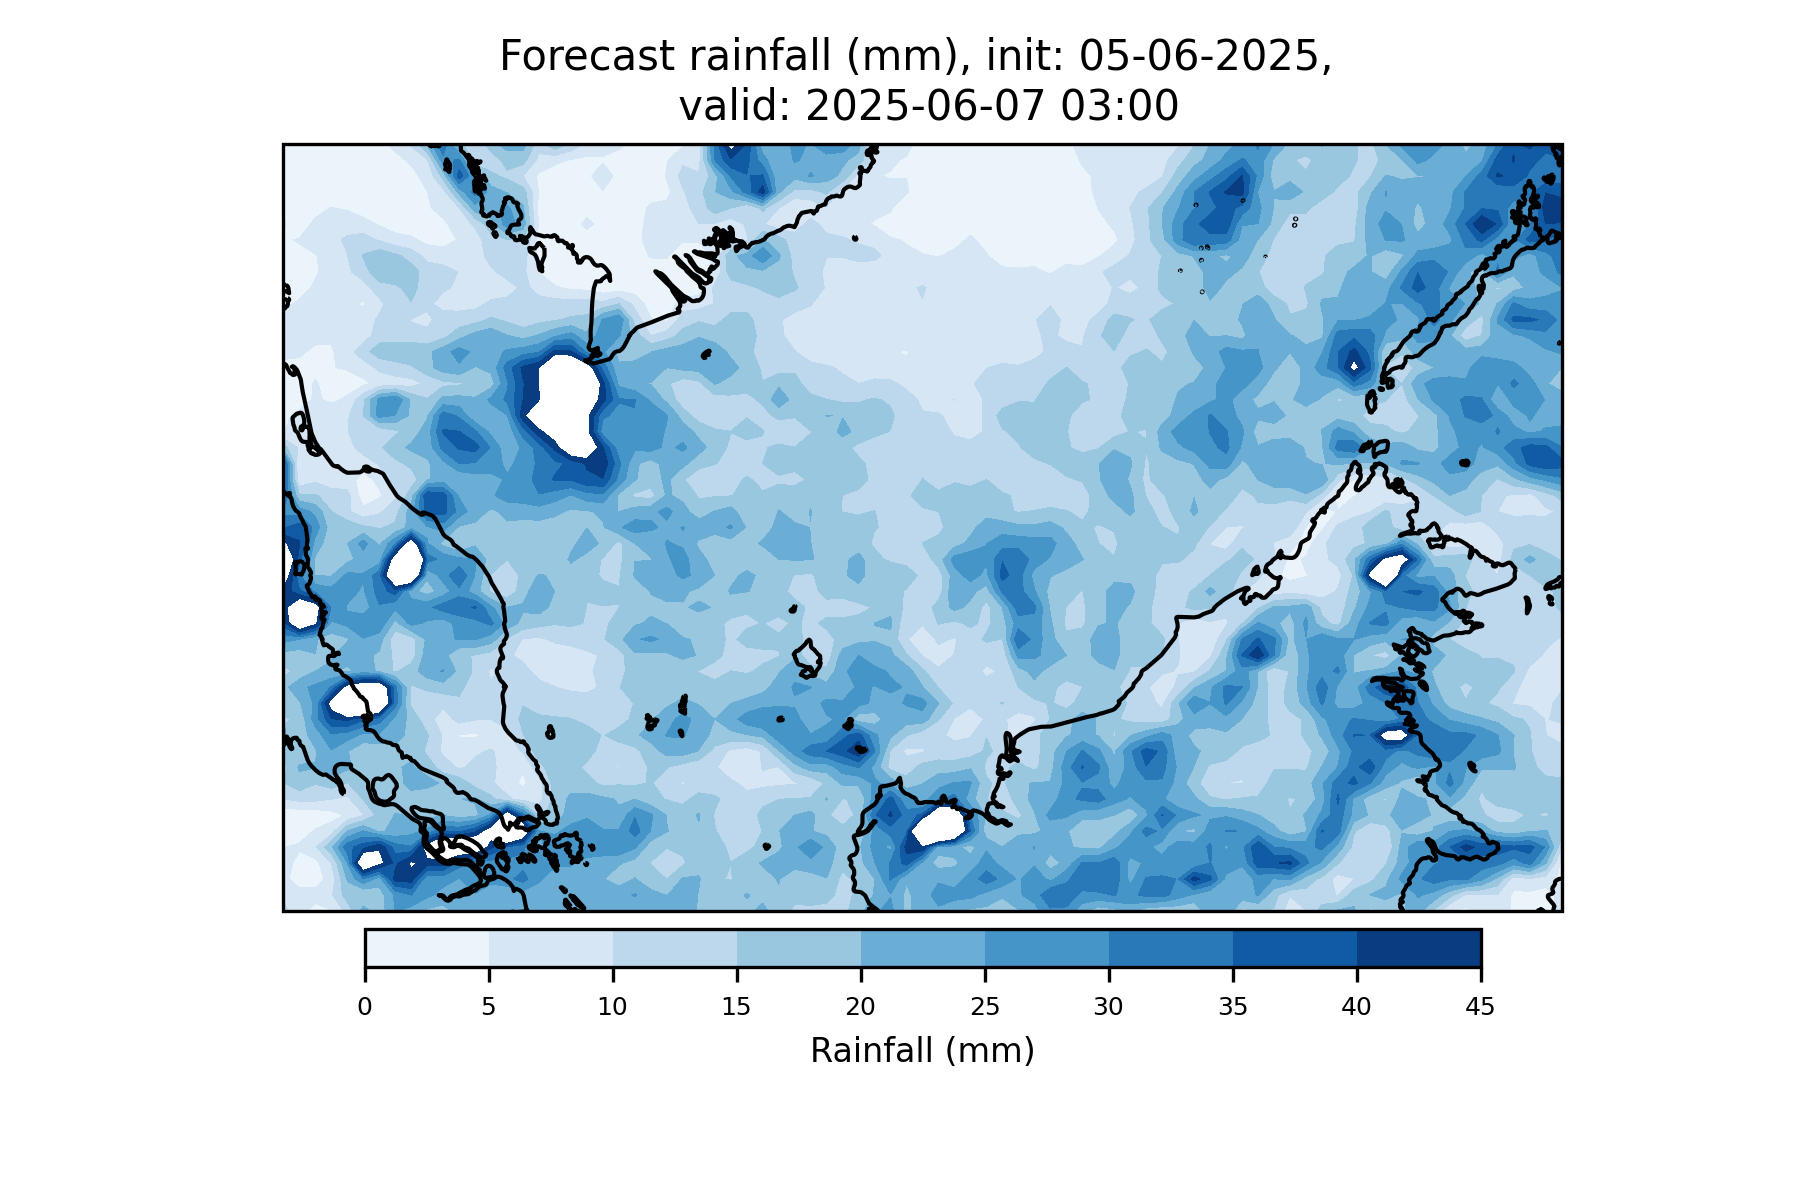 Forecast rainfall (mm), init: 05-06-2025,
valid: 2025-06-07 03:00
0 5 10 15 20 25 30 35 40 45
Rainfall (mm)